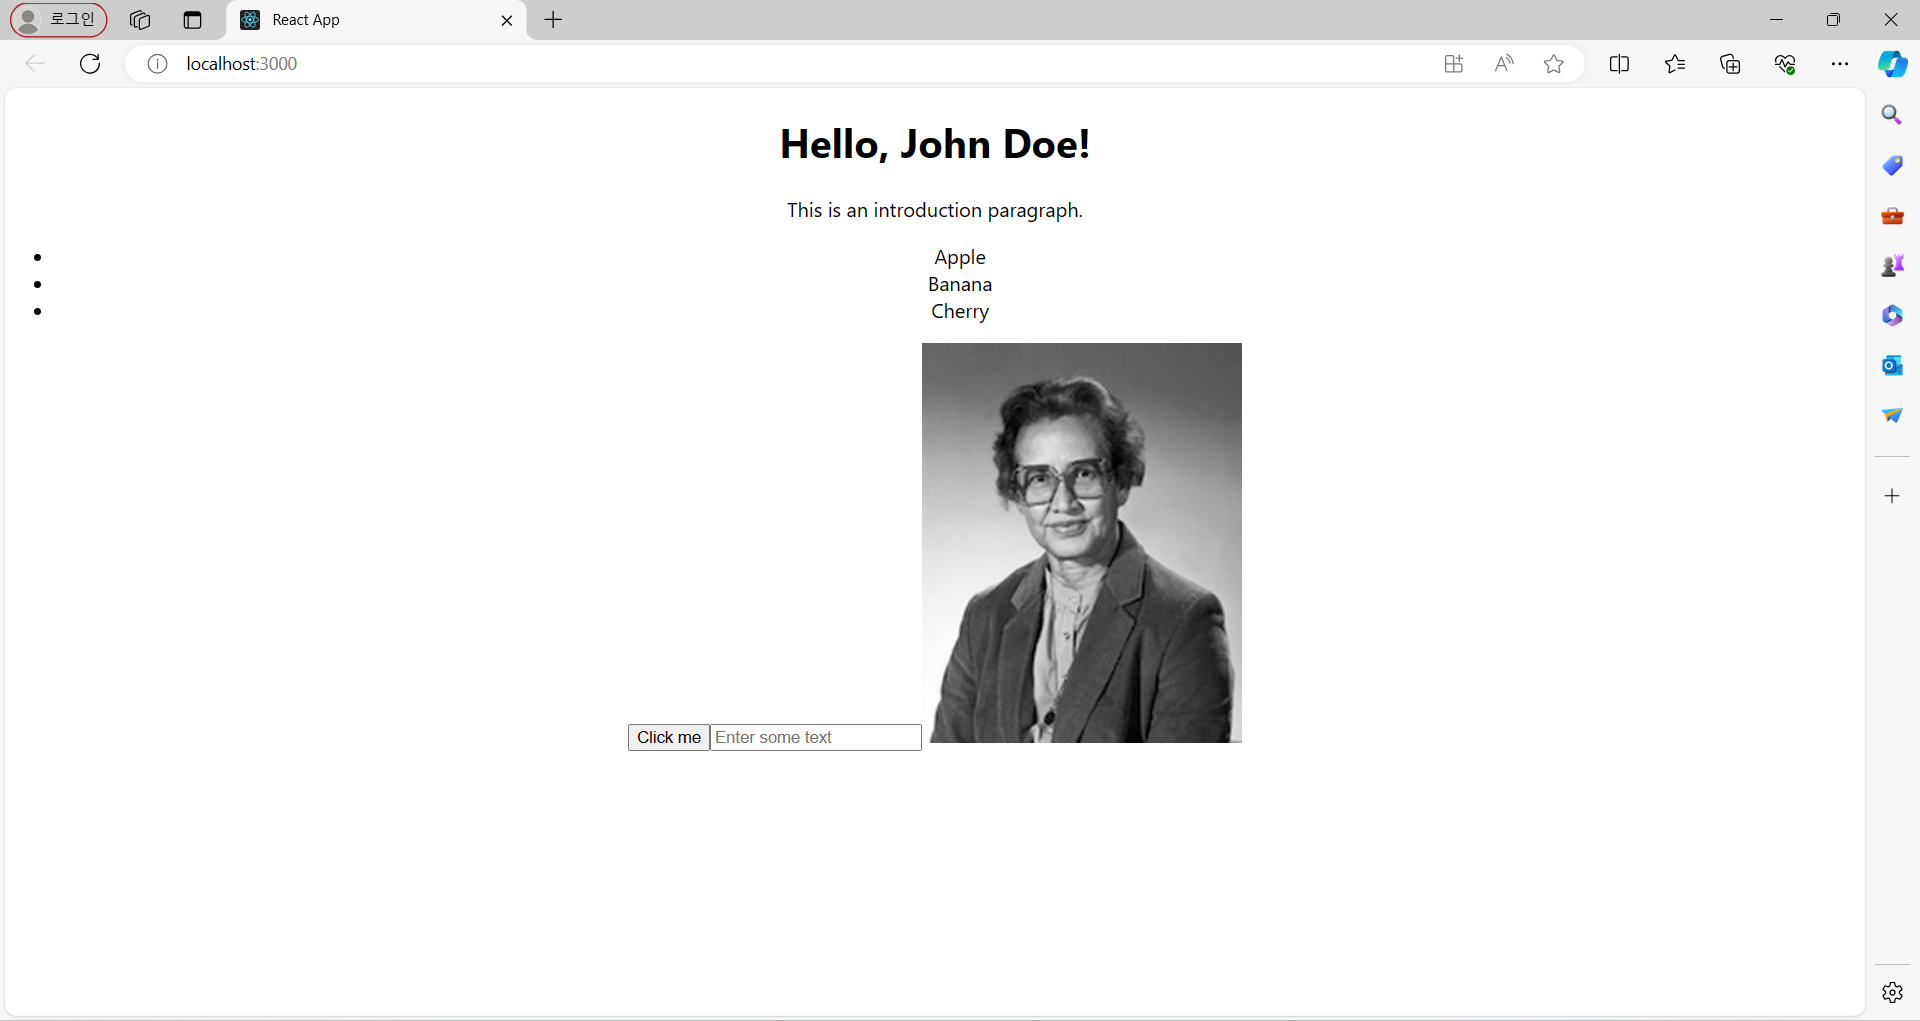 로그인
React App
localhost:3000
Hello, John Doe!
This is an introduction paragraph.
Apple
Banana
Cherry
Click me
Enter some text